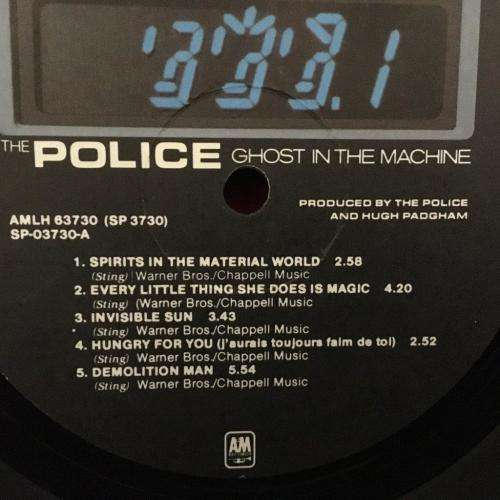 THE POLICE GHOST IN THE MACHINE
PRODUCED BY THE POLICE
AND HUGH PADGHAM
AMLH 63730 (SP 3730)
SP-03730-A
1. SPIRITS IN THE MATERIAL WORLD 2.58
(Sting) Warner Bros./Chappell Music
2. EVERY LITTLE THING SHE DOES IS MAGIC 4.20
(Sting) (Warner Bros./Chappell Music
3. INVISIBLE SUN 3.43
(Sting) Warner Bros./Chappell Music
4. HUNGRY FOR YOU (j'aurais toujours faim de toi) 2.52
(Sting) Warner Bros./Chappell Music
5. DEMOLITION MAN 5.54
(Sting) Warner Bros./Chappell Music
A&M